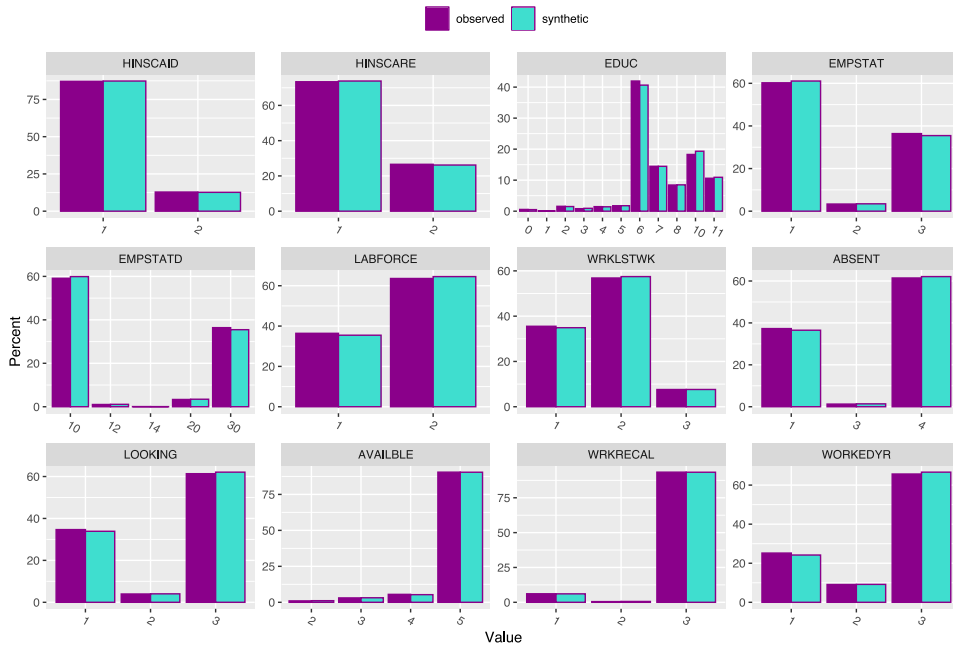 observed synthetic
HINSCAID HINSCARE EDUC EMPSTAT
75 50 25 0
60 40 20 0
40 30 20 10 0
60 40 20 0
1 2
1 2
0 1 2 3 4 5 6 7 8 10 11
1 2 3
EMPSTATD LABFORCE WRKLSTWK ABSENT
60 40 20 0
60 40 20 0
60 40 20 0
60 40 20 0
10 12 14 20 30
1 2
1 2 3
1 3 4
LOOKING AVAILBLE WRKRECAL WORKEDYR
60 40 20 0
75 50 25 0
75 50 25 0
60 40 20 0
1 2 3
2 3 4 5
1 2 3
1 2 3
Percent
Value